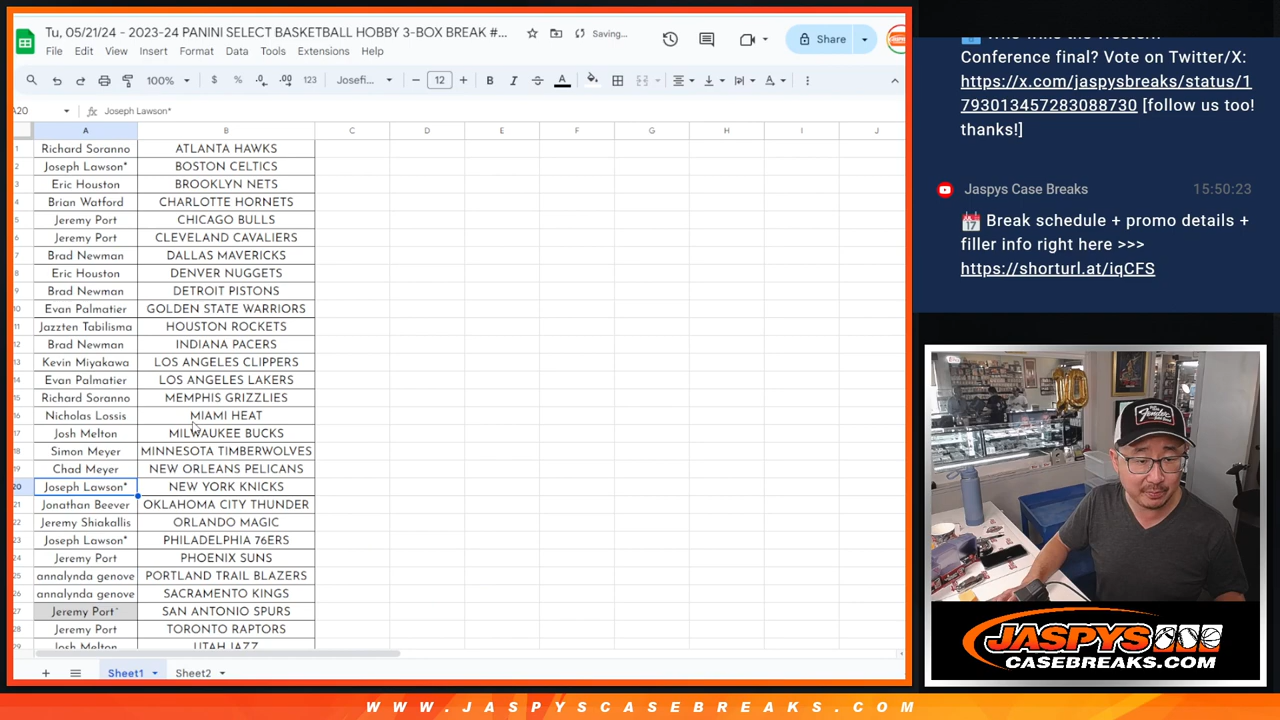 Tu, 05/21/24 - 2023-24 PANINI SELECT BASKETBALL HOBBY 3-BOX BREAK #...
Saving...
Share
File Edit View Insert Format Data Tools Extensions Help
100% $ % .0 .00 123 Josefi... 12 B I A
A20 fx Joseph Lawson*
A B C D E F G H I J
1 Richard Soranno ATLANTA HAWKS
2 Joseph Lawson* BOSTON CELTICS
3 Eric Houston BROOKLYN NETS
4 Brian Watford CHARLOTTE HORNETS
5 Jeremy Port CHICAGO BULLS
6 Jeremy Port CLEVELAND CAVALIERS
7 Brad Newman DALLAS MAVERICKS
8 Eric Houston DENVER NUGGETS
9 Brad Newman DETROIT PISTONS
10 Evan Palmatier GOLDEN STATE WARRIORS
11 Jazzten Tabilisma HOUSTON ROCKETS
12 Brad Newman INDIANA PACERS
13 Kevin Miyakawa LOS ANGELES CLIPPERS
14 Evan Palmatier LOS ANGELES LAKERS
15 Richard Soranno MEMPHIS GRIZZLIES
16 Nicholas Lossis MIAMI HEAT
17 Josh Melton MILWAUKEE BUCKS
18 Simon Meyer MINNESOTA TIMBERWOLVES
19 Chad Meyer NEW ORLEANS PELICANS
20 Joseph Lawson* NEW YORK KNICKS
21 Jonathan Beever OKLAHOMA CITY THUNDER
22 Jeremy Shiakallis ORLANDO MAGIC
23 Joseph Lawson* PHILADELPHIA 76ERS
24 Jeremy Port PHOENIX SUNS
25 annalynda genove PORTLAND TRAIL BLAZERS
26 annalynda genove SACRAMENTO KINGS
27 Jeremy Port* SAN ANTONIO SPURS
28 Jeremy Port TORONTO RAPTORS
29 Josh Melton UTAH JAZZ
Sheet1 Sheet2
Conference final? Vote on Twitter/X:
https://x.com/jaspysbreaks/status/1
793013457283088730 [follow us too!
thanks!]
Jaspys Case Breaks 15:50:23
17 Break schedule + promo details +
filler info right here >>>
https://shorturl.at/iqCFS
10
Fender
JASPYS
CASEBREAKS.COM
WWW.JASPYSCASEBREAKS.COM